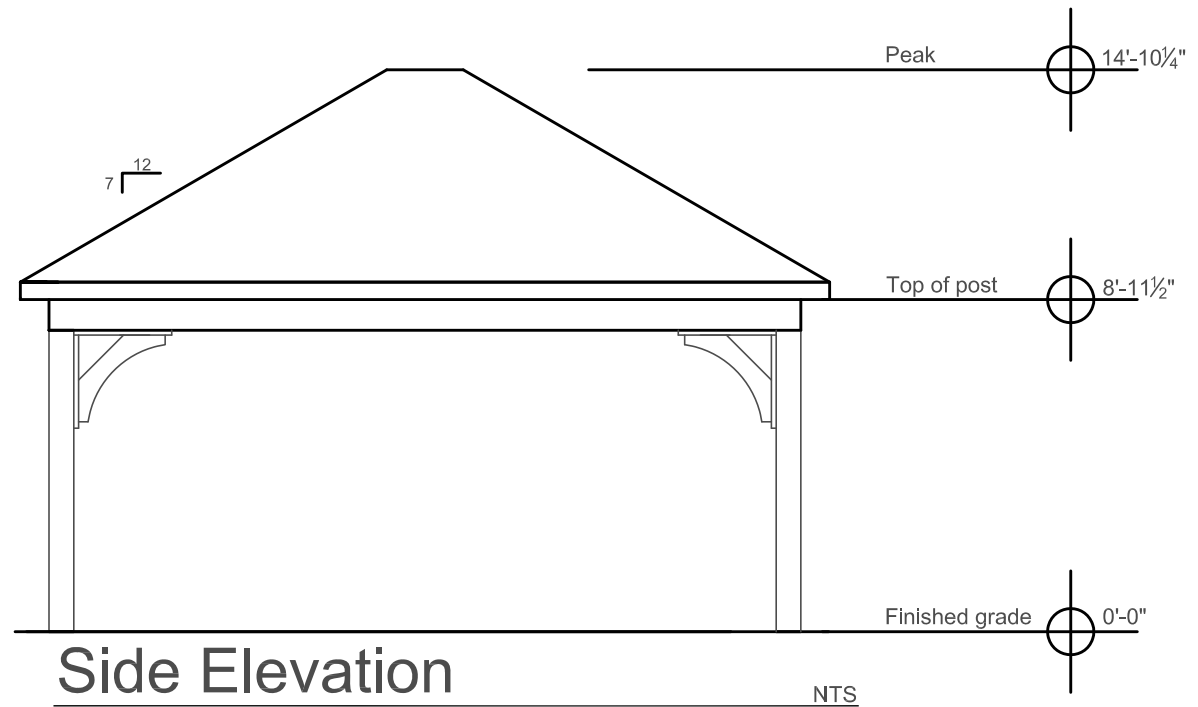 Peak 14'-10¼"
12
7
Top of post 8'-11½"
Finished grade 0'-0"
Side Elevation
NTS